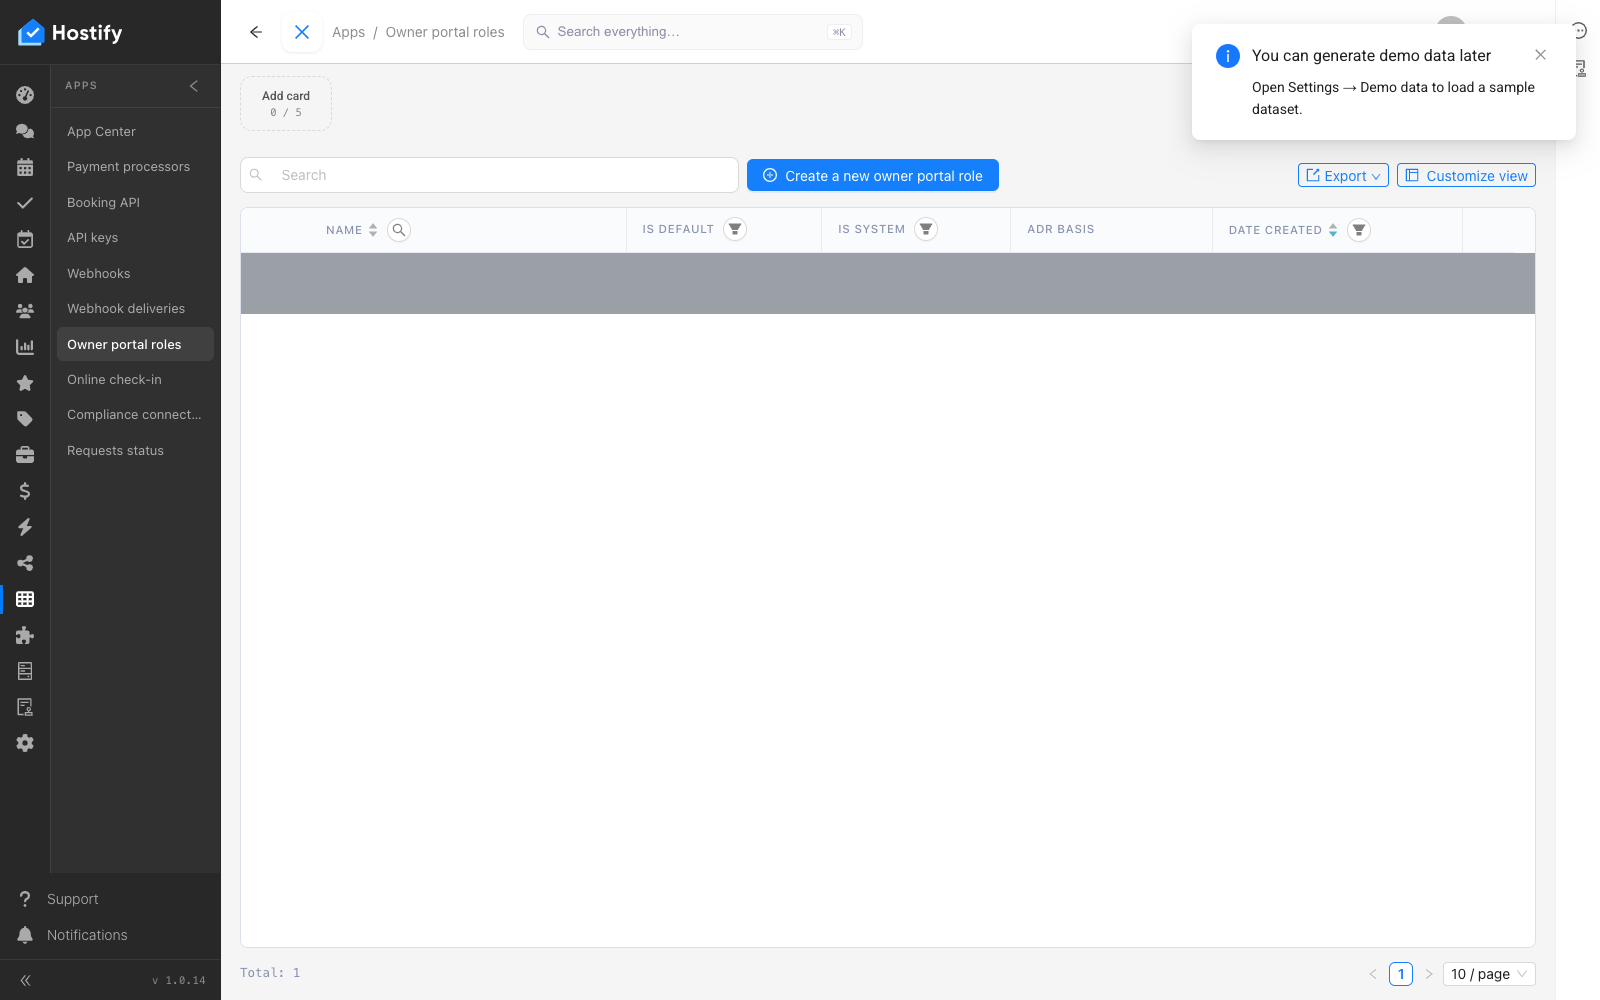 Hostify
Apps / Owner portal roles
Search everything...
⌘K
You can generate demo data later
Open Settings → Demo data to load a sample
dataset.
APPS
App Center
Payment processors
Booking API
API keys
Webhooks
Webhook deliveries
Owner portal roles
Online check-in
Compliance connect...
Requests status
Support
Notifications
v 1.0.14
Add card
0 / 5
Search
Create a new owner portal role
Export
Customize view
NAME
IS DEFAULT
IS SYSTEM
ADR BASIS
DATE CREATED
Total: 1
1
10 / page